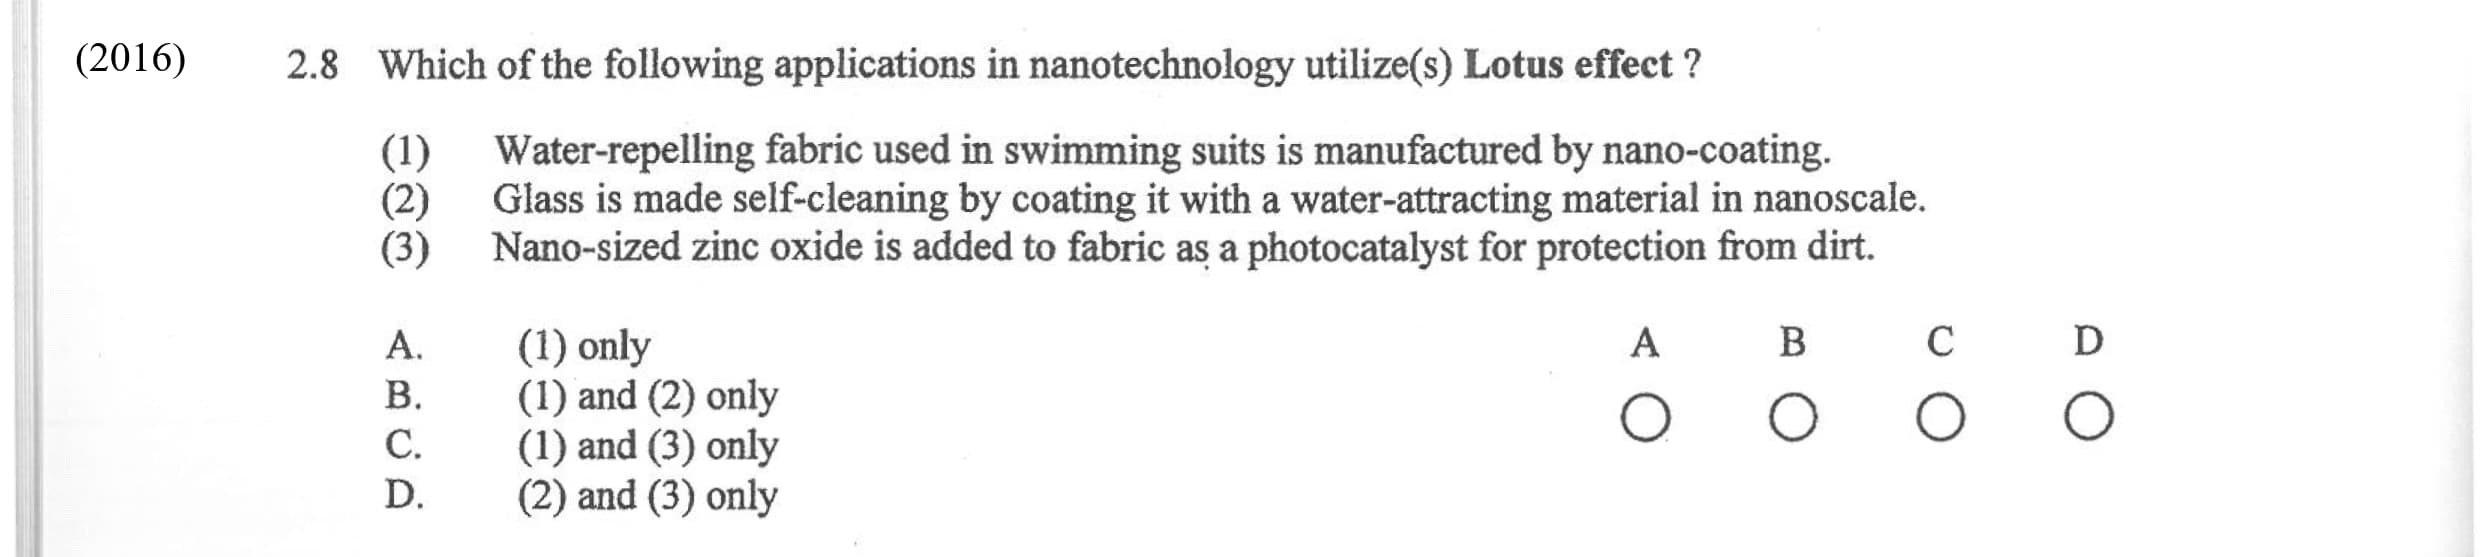 (2016) 2.8 Which of the following applications in nanotechnology utilize(s) Lotus effect ?
(1) Water-repelling fabric used in swimming suits is manufactured by nano-coating.
(2) Glass is made self-cleaning by coating it with a water-attracting material in nanoscale.
(3) Nano-sized zinc oxide is added to fabric as a photocatalyst for protection from dirt.
A. (1) only A B C D
B. (1) and (2) only
C. (1) and (3) only
D. (2) and (3) only